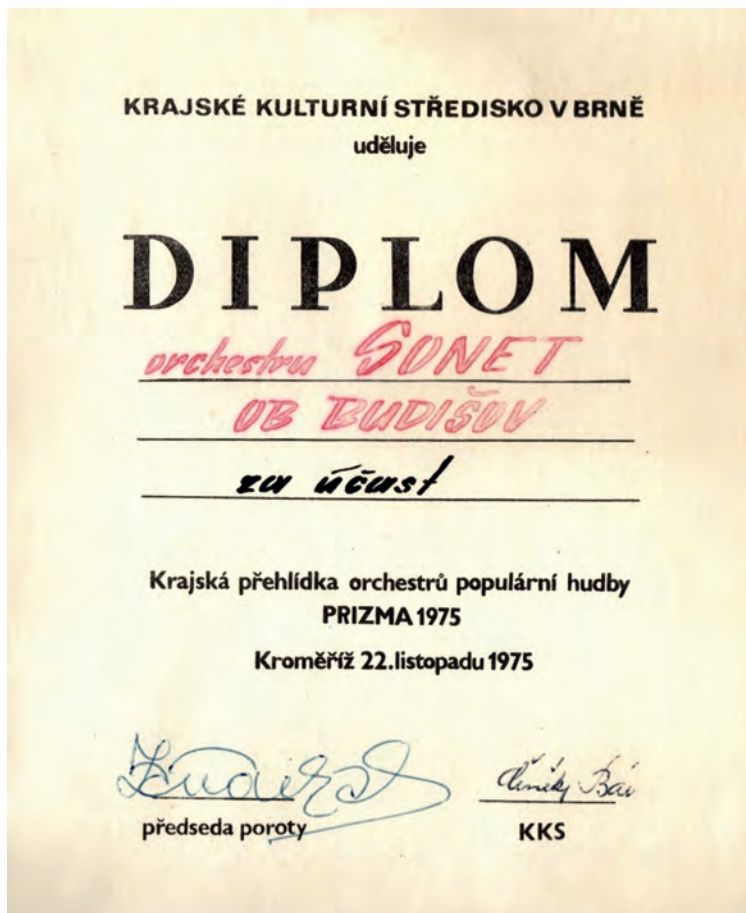 KRAJSKÉ KULTURNÍ STŘEDISKO V BRNĚ
uděluje
DIPLOM
orchestru SONET
OB BUDIŠOV
za účast
Krajská přehlídka orchestrů populární hudby
PRIZMA 1975
Kroměříž 22.listopadu 1975
předseda poroty
KKS